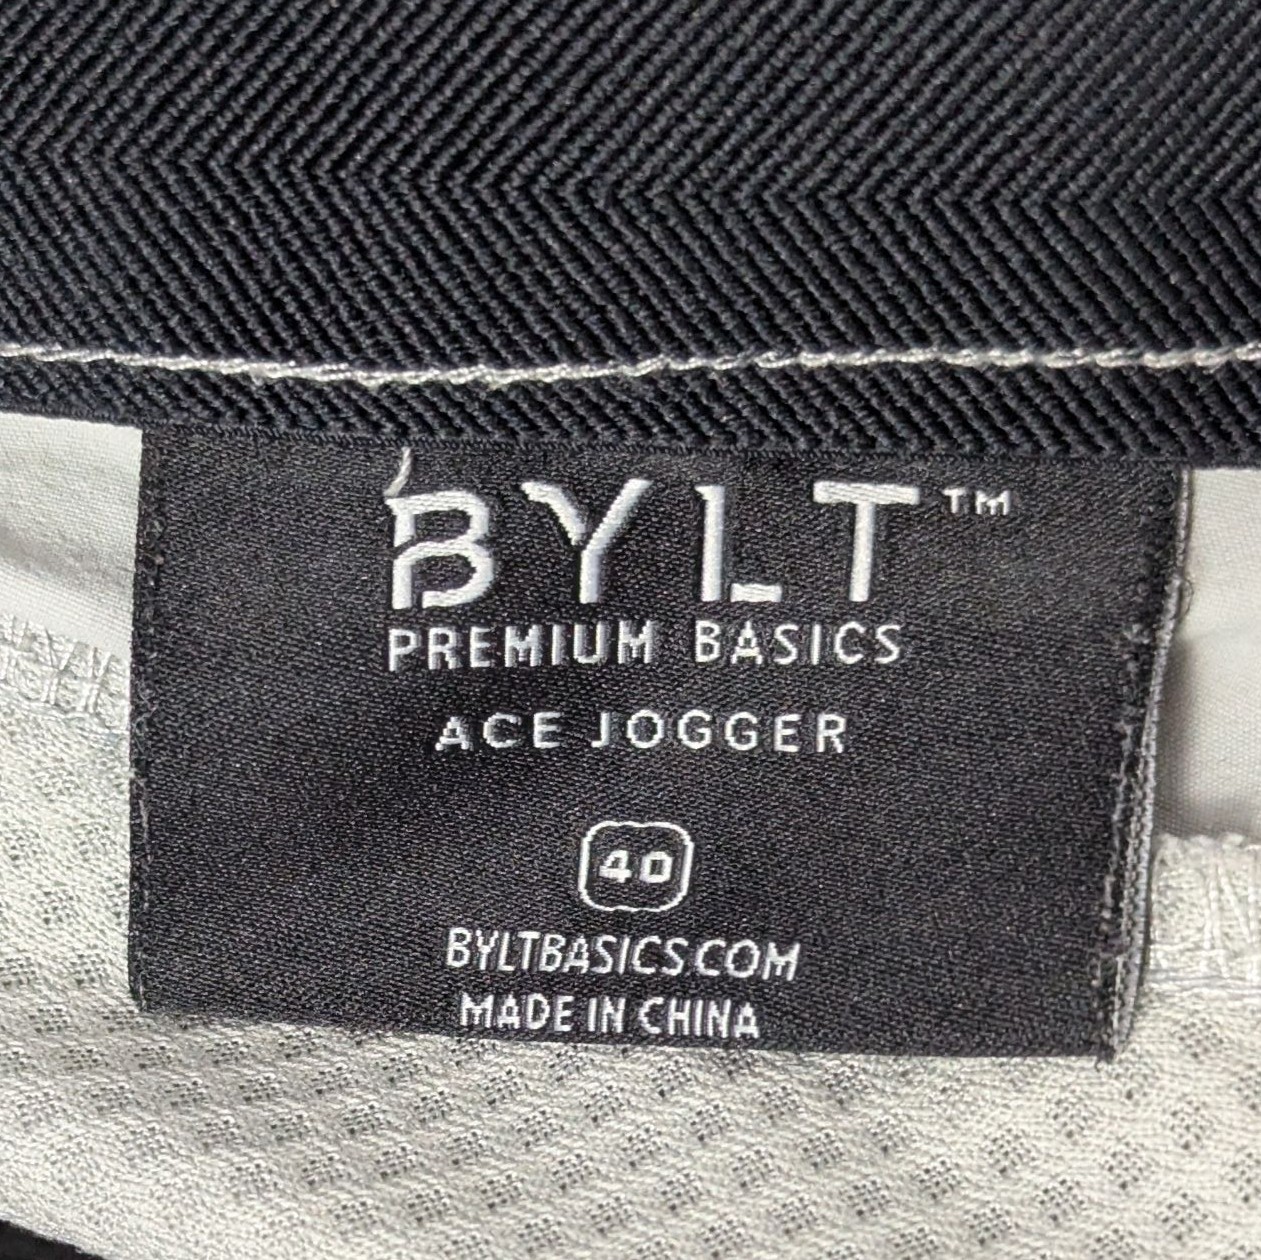 BYLT™
PREMIUM BASICS
ACE JOGGER
40
BYLTBASICS.COM
MADE IN CHINA